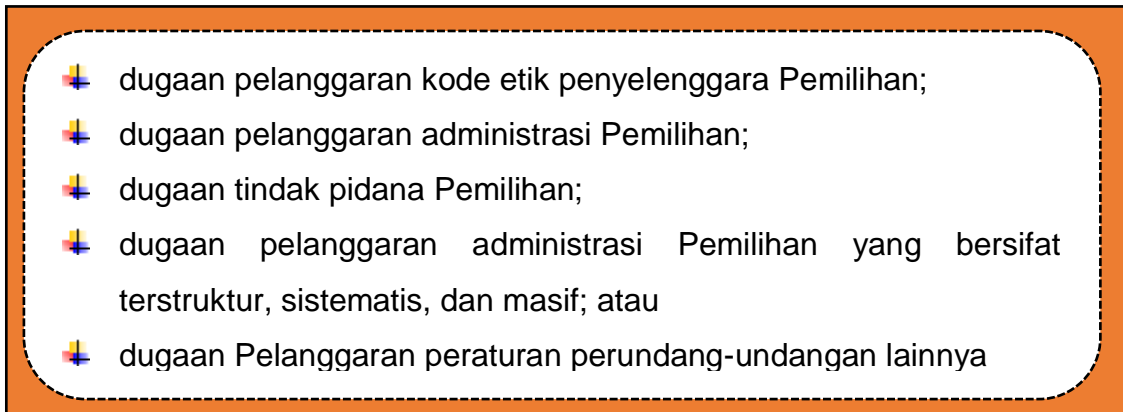 dugaan pelanggaran kode etik penyelenggara Pemilihan;
dugaan pelanggaran administrasi Pemilihan;
dugaan tindak pidana Pemilihan;
dugaan pelanggaran administrasi Pemilihan yang bersifat
terstruktur, sistematis, dan masif; atau
dugaan Pelanggaran peraturan perundang-undangan lainnya